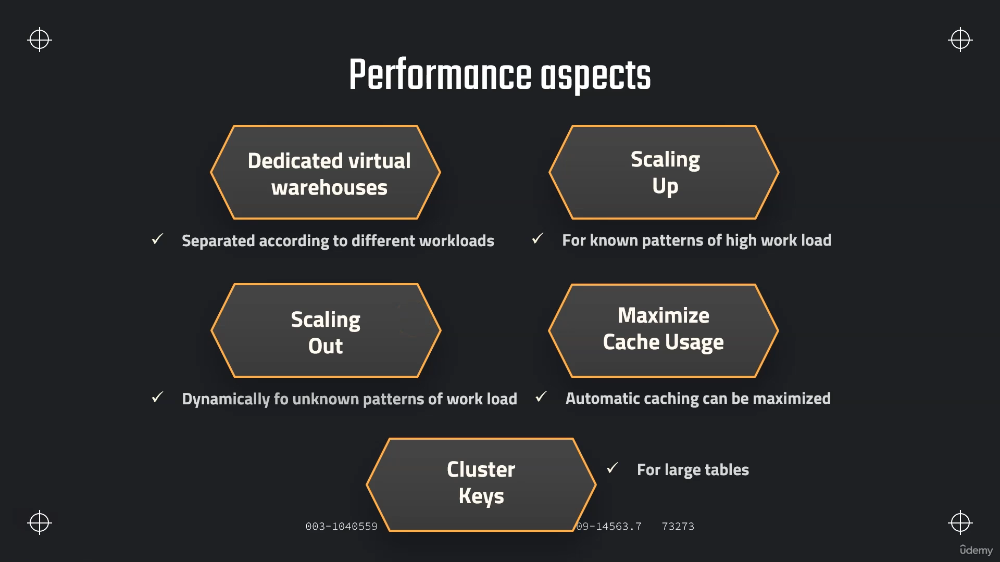 Performance aspects
Dedicated virtual
warehouses
Scaling
Up
✓ Separated according to different workloads
✓ For known patterns of high work load
Scaling
Out
Maximize
Cache Usage
✓ Dynamically fo unknown patterns of work load
✓ Automatic caching can be maximized
Cluster
Keys
✓ For large tables
003-1040559
09-14563.7 73273
ûdemy